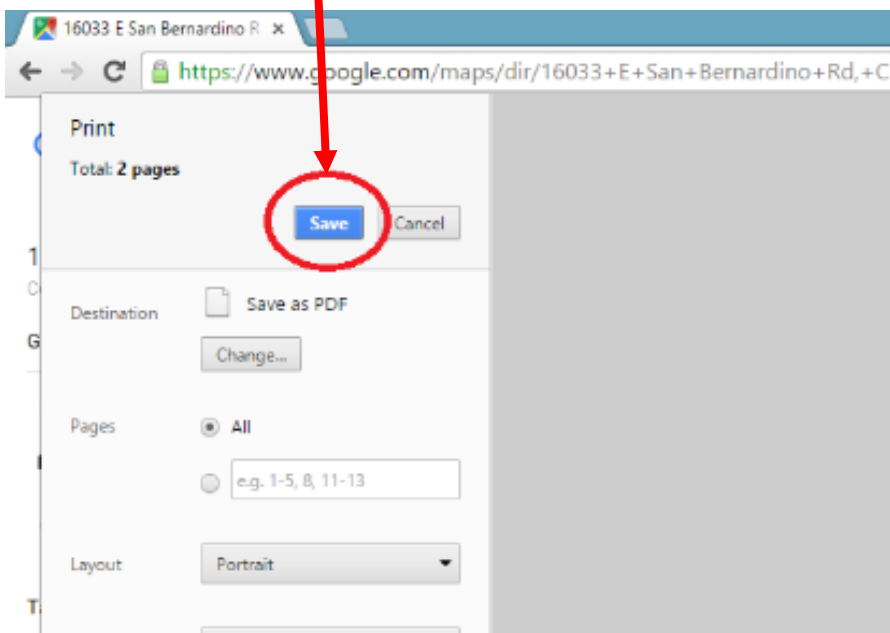 16033 E San Bernardino R
https://www.google.com/maps/dir/16033+E+San+Bernardino+Rd,+C
Print
Total: 2 pages
Save Cancel
1
Destination Save as PDF
G
Change...
Pages All
e.g. 1-5, 8, 11-13
Layout Portrait